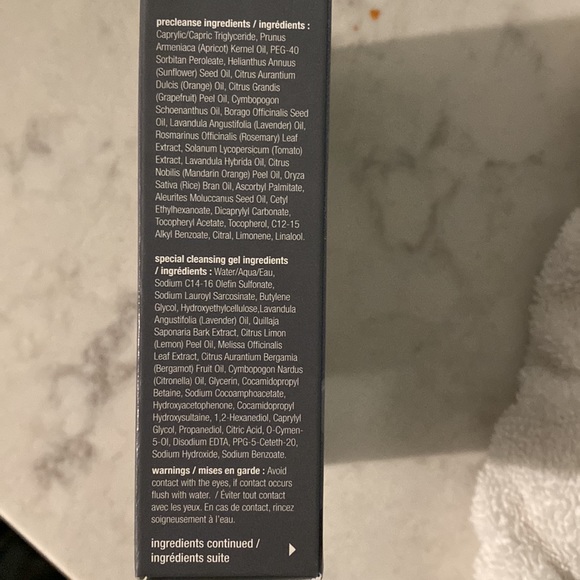 precleanse ingredients / ingrédients :
Caprylic/Capric Triglyceride, Prunus
Armeniaca (Apricot) Kernel Oil, PEG-40
Sorbitan Peroleate, Helianthus Annuus
(Sunflower) Seed Oil, Citrus Aurantium
Dulcis (Orange) Oil, Citrus Grandis
(Grapefruit) Peel Oil, Cymbopogon
Schoenanthus Oil, Borago Officinalis Seed
Oil, Lavandula Angustifolia (Lavender) Oil,
Rosmarinus Officinalis (Rosemary) Leaf
Extract, Solanum Lycopersicum (Tomato)
Extract, Lavandula Hybrida Oil, Citrus
Nobilis (Mandarin Orange) Peel Oil, Oryza
Sativa (Rice) Bran Oil, Ascorbyl Palmitate,
Aleurites Moluccanus Seed Oil, Cetyl
Ethylhexanoate, Dicaprylyl Carbonate,
Tocopheryl Acetate, Tocopherol, C12-15
Alkyl Benzoate, Citral, Limonene, Linalool.
special cleansing gel ingredients
/ ingrédients : Water/Aqua/Eau,
Sodium C14-16 Olefin Sulfonate,
Sodium Lauroyl Sarcosinate, Butylene
Glycol, Hydroxyethylcellulose,Lavandula
Angustifolia (Lavender) Oil, Quillaja
Saponaria Bark Extract, Citrus Limon
(Lemon) Peel Oil, Melissa Officinalis
Leaf Extract, Citrus Aurantium Bergamia
(Bergamot) Fruit Oil, Cymbopogon Nardus
(Citronella) Oil, Glycerin, Cocamidopropyl
Betaine, Sodium Cocoamphoacetate,
Hydroxyacetophenone, Cocamidopropyl
Hydroxysultaine, 1,2-Hexanediol, Caprylyl
Glycol, Propanediol, Citric Acid, O-Cymen-
5-Ol, Disodium EDTA, PPG-5-Ceteth-20,
Sodium Hydroxide, Sodium Benzoate.
warnings / mises en garde : Avoid
contact with the eyes, if contact occurs
flush with water. / Éviter tout contact
avec les yeux. En cas de contact, rincez
soigneusement à l'eau.
ingredients continued /
ingrédients suite